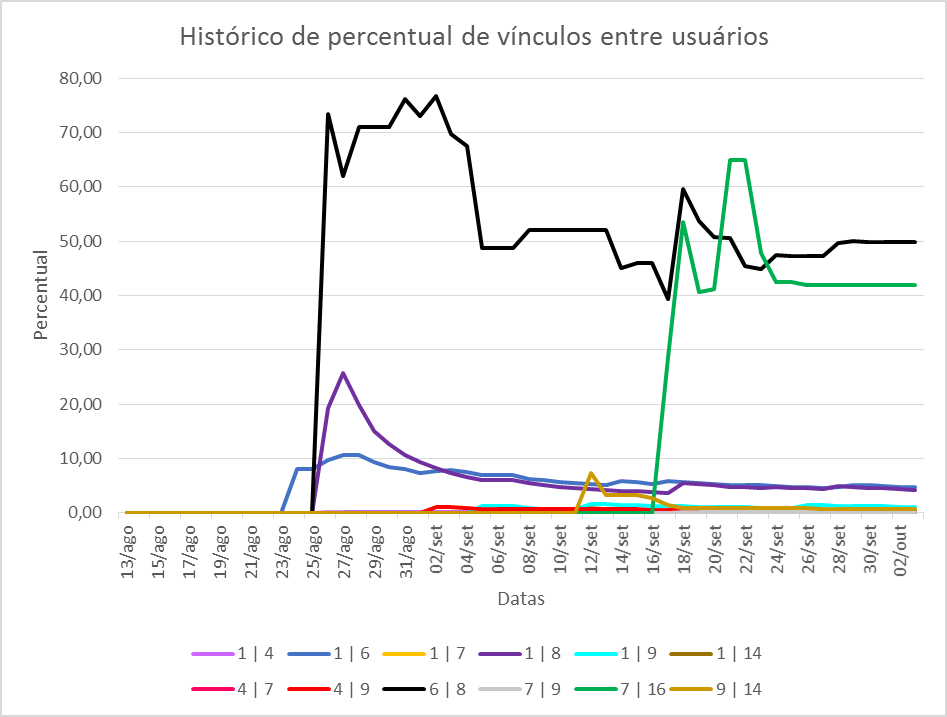 Histórico de percentual de vínculos entre usuários
80,00
70,00
60,00
50,00
40,00
30,00
20,00
10,00
0,00
Percentual
13/ago
15/ago
17/ago
19/ago
21/ago
23/ago
25/ago
27/ago
29/ago
31/ago
02/set
04/set
06/set
08/set
10/set
12/set
14/set
16/set
18/set
20/set
22/set
24/set
26/set
28/set
30/set
02/out
Datas
1 | 4 1 | 6 1 | 7 1 | 8 1 | 9 1 | 14
4 | 7 4 | 9 6 | 8 7 | 9 7 | 16 9 | 14